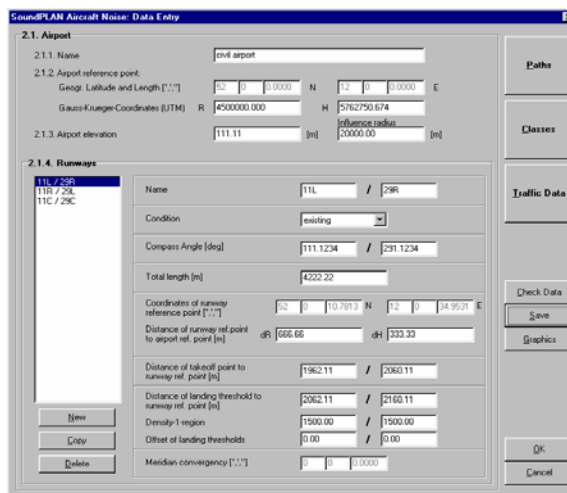 SoundPLAN Aircraft Noise: Data Entry
2.1. Airport
2.1.1. Name civil airport
2.1.2. Airport reference point:
Geogr. Latitude and Length [°,',''] 52 0 0.0000 N 12 0 0.0000 E
Gauss-Krueger-Coordinates (UTM) R 4500000.000 H 5762750.674
Influence radius
2.1.3. Airport elevation 111.11 [m] 20000.00 [m]
2.1.4. Runways
11L / 29R
11R / 29L
11C / 29C
Name 11L / 29R
Condition existing
Compass Angle [deg] 111.1234 / 291.1234
Total length [m] 4222.22
Coordinates of runway
reference point [°,',''] 52 0 10.7813 N 12 0 34.9531 E
Distance of runway ref.point
to airport ref. point [m] dR 666.66 dH 333.33
Distance of takeoff point to
runway ref. point [m] 1962.11 / 2060.11
Distance of landing threshold to
runway ref. point [m] 2062.11 / 2160.11
Density-1-region 1500.00 / 1500.00
Offset of landing thresholds 0.00 / 0.00
Meridian convergency [°,',''] 0 0 0.0000
New
Copy
Delete
Paths
Classes
Traffic Data
Check Data
Save
Graphics
OK
Cancel